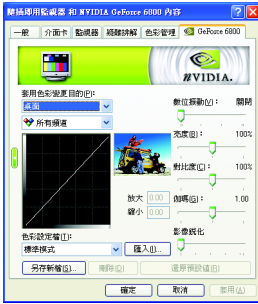 隨插即用監視器 和 NVIDIA GeForce 6800 內容
一般 介面卡 監視器 疑難排解 色彩管理 GeForce 6800
NVIDIA.
套用色彩變更目的(P):
桌面
所有頻道
數位振動(V): 關閉
亮度(B): 100%
對比度(C): 100%
放大 0.00
縮小 0.00
伽瑪(G): 1.00
影像銳化
色彩設定檔(T):
標準模式
匯入(I)...
另存新檔(S)... 刪除(D) 還原預設值(R)
確定 取消 套用(A)